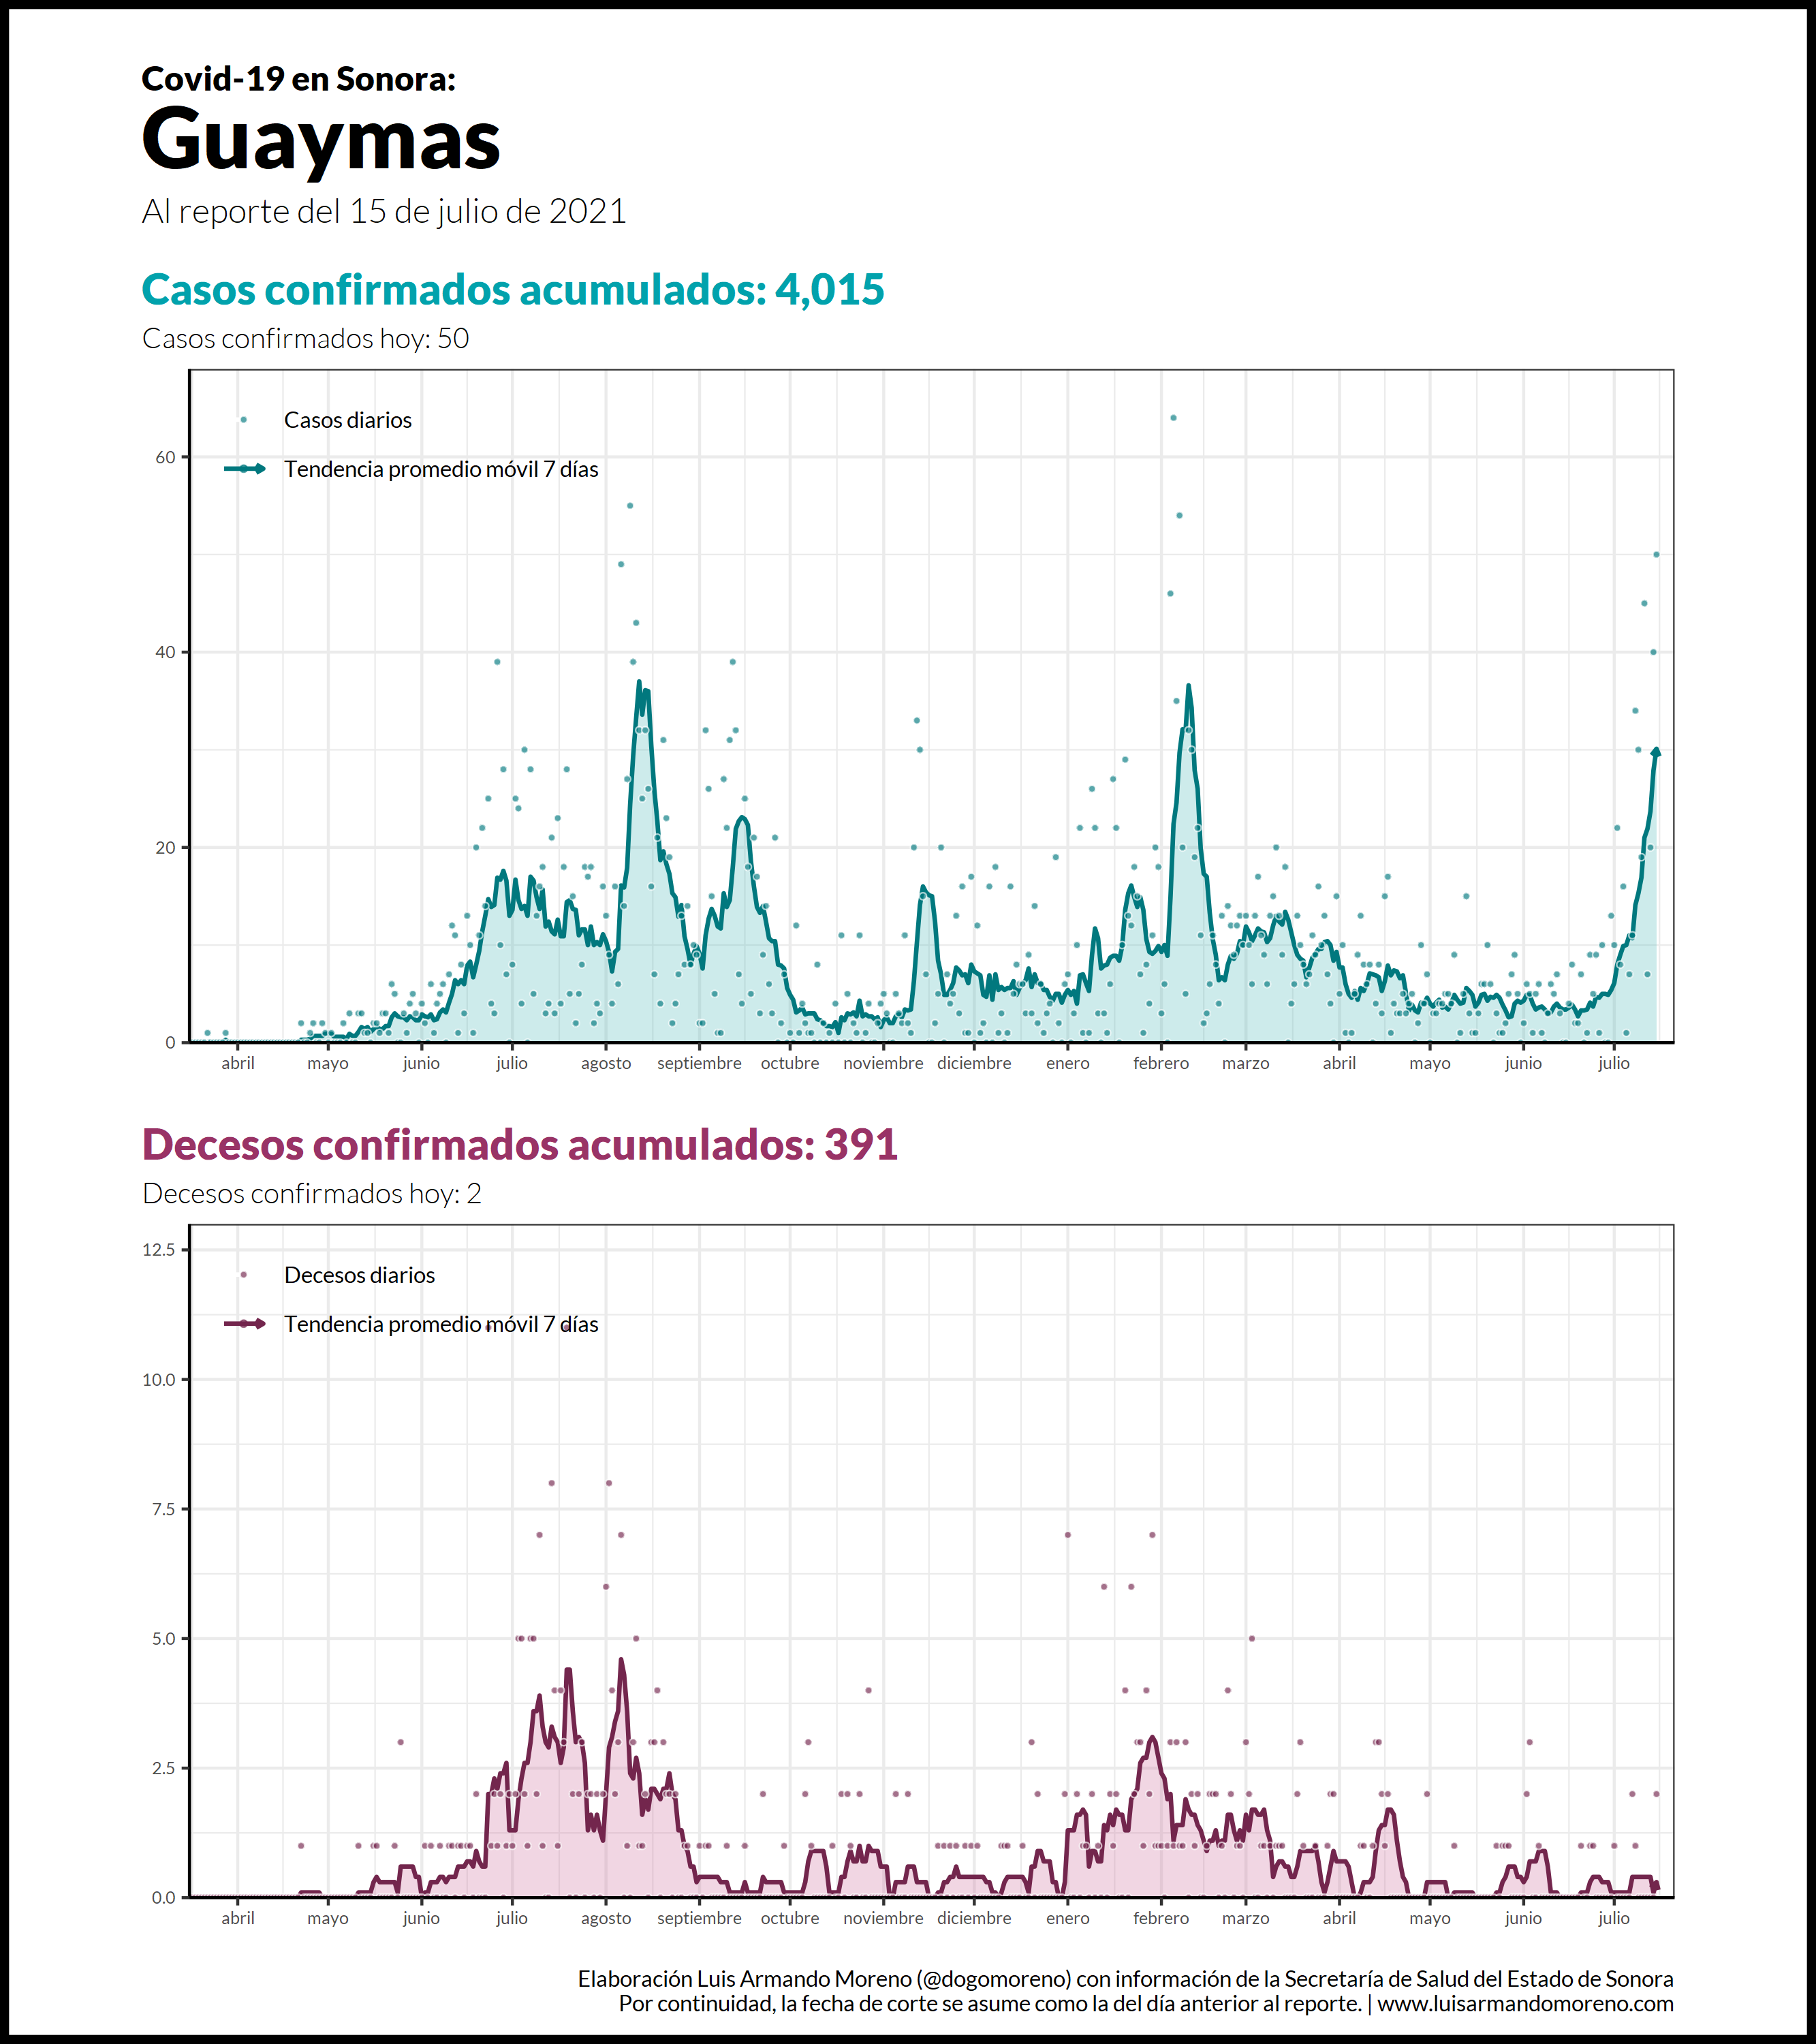 Covid-19 en Sonora:
Guaymas
Al reporte del 15 de julio de 2021
Casos confirmados acumulados: 4,015
Casos confirmados hoy: 50
Casos diarios
Tendencia promedio móvil 7 días
60
40
20
0
abril mayo junio julio agosto septiembre octubre noviembre diciembre enero febrero marzo abril mayo junio julio
Decesos confirmados acumulados: 391
Decesos confirmados hoy: 2
12.5
Decesos diarios
Tendencia promedio móvil 7 días
10.0
7.5
5.0
2.5
0.0
abril mayo junio julio agosto septiembre octubre noviembre diciembre enero febrero marzo abril mayo junio julio
Elaboración Luis Armando Moreno (@dogomoreno) con información de la Secretaría de Salud del Estado de Sonora
Por continuidad, la fecha de corte se asume como la del día anterior al reporte. | www.luisarmandomoreno.com